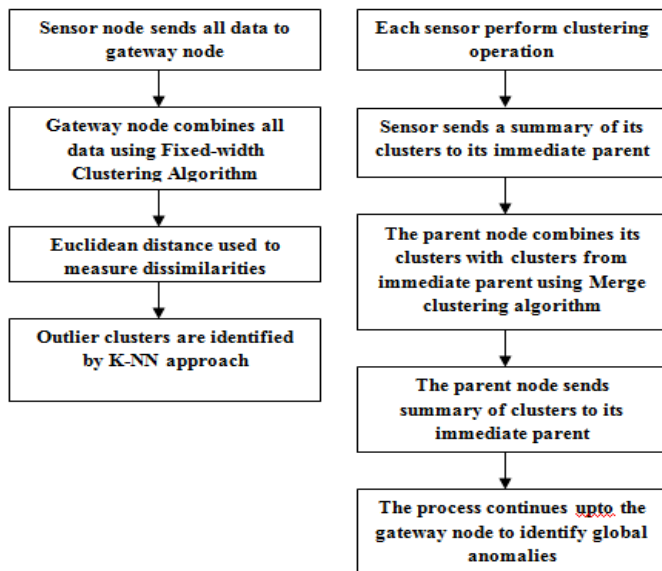 Sensor node sends all data to
gateway node
Gateway node combines all
data using Fixed-width
Clustering Algorithm
Euclidean distance used to
measure dissimilarities
Outlier clusters are identified
by K-NN approach
Each sensor perform clustering
operation
Sensor sends a summary of its
clusters to its immediate parent
The parent node combines its
clusters with clusters from
immediate parent using Merge
clustering algorithm
The parent node sends
summary of clusters to its
immediate parent
The process continues upto the
gateway node to identify global
anomalies